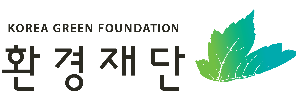 KOREA GREEN FOUNDATION
환경재단